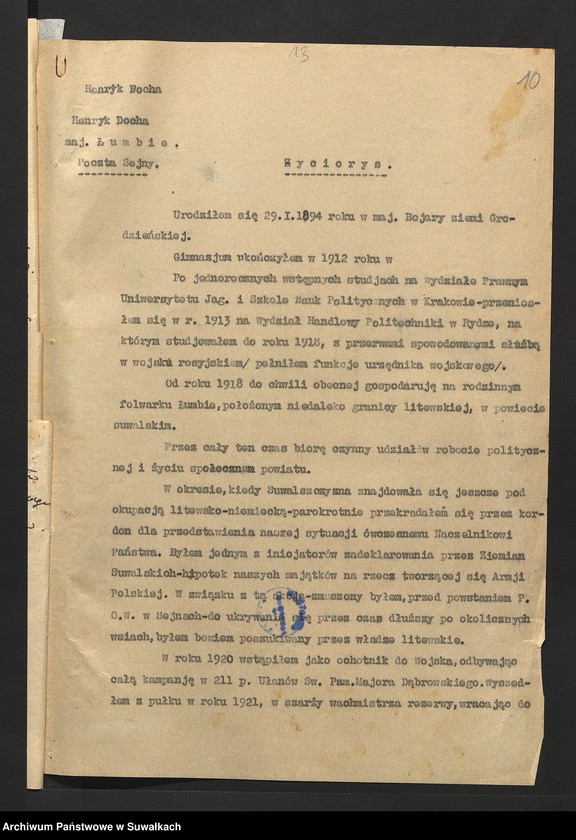 13
10
Henryk Docha
Henryk Docha
maj. Ł u m b i e .
Poczta Sejny.
Życiorys.
Urodziłem się 29.I.1894 roku w maj. Bojary ziemi Gro-
dzieńskiej.
Gimnazjum ukończyłem w 1912 roku w
Po jednorocznych wstępnych studjach na Wydziale Prawnym
Uniwersytetu Jag. i Szkole Nauk Politycznych w Krakowie-przenios-
łem się w r. 1913 na Wydział Handlowy Politechniki w Rydze, na
którym studjowałem do roku 1918, z przerwami spowodowanymi służbą
w wojsku rosyjskiem/ pełniłem funkcje urzędnika wojskowego/.
Od roku 1918 do chwili obecnej gospodaruję na rodzinnym
folwarku Łumbie,położonym niedaleko granicy litewskiej, w powiecie
suwalskim.
Przez cały ten czas biorę czynny udział w robocie politycz-
nej i życiu społecznem powiatu.
W okresie,kiedy Suwalszczyzna znajdowała się jeszcze pod
okupacją litewsko-niemiecką-parokrotnie przekradałem się przez kor-
don dla przedstawienia naszej sytuacji ówczesnemu Naczelnikowi
Państwa. Byłem jednym z inicjatorów zadeklarowania przez Ziemian
Suwalskich-hipotek naszych majątków na rzecz tworzącej się Armji
Polskiej. W związku z tą akcją-zmuszony byłem,przed powstaniem P.
O.W. w Sejnach-do ukrywania się przez czas dłuższy po okolicznych
wsiach,byłem bowiem poszukiwany przez władze litewskie.
W roku 1920 wstąpiłem jako ochotnik do Wojska,odbywając
całą kampanję w 211 p. Ułanów Św. Pam.Majora Dąbrowskiego.Wyszed-
łem z pułku w roku 1921, w szarży wachmistrza rezerwy,wracając do
Archiwum Państwowe w Suwałkach